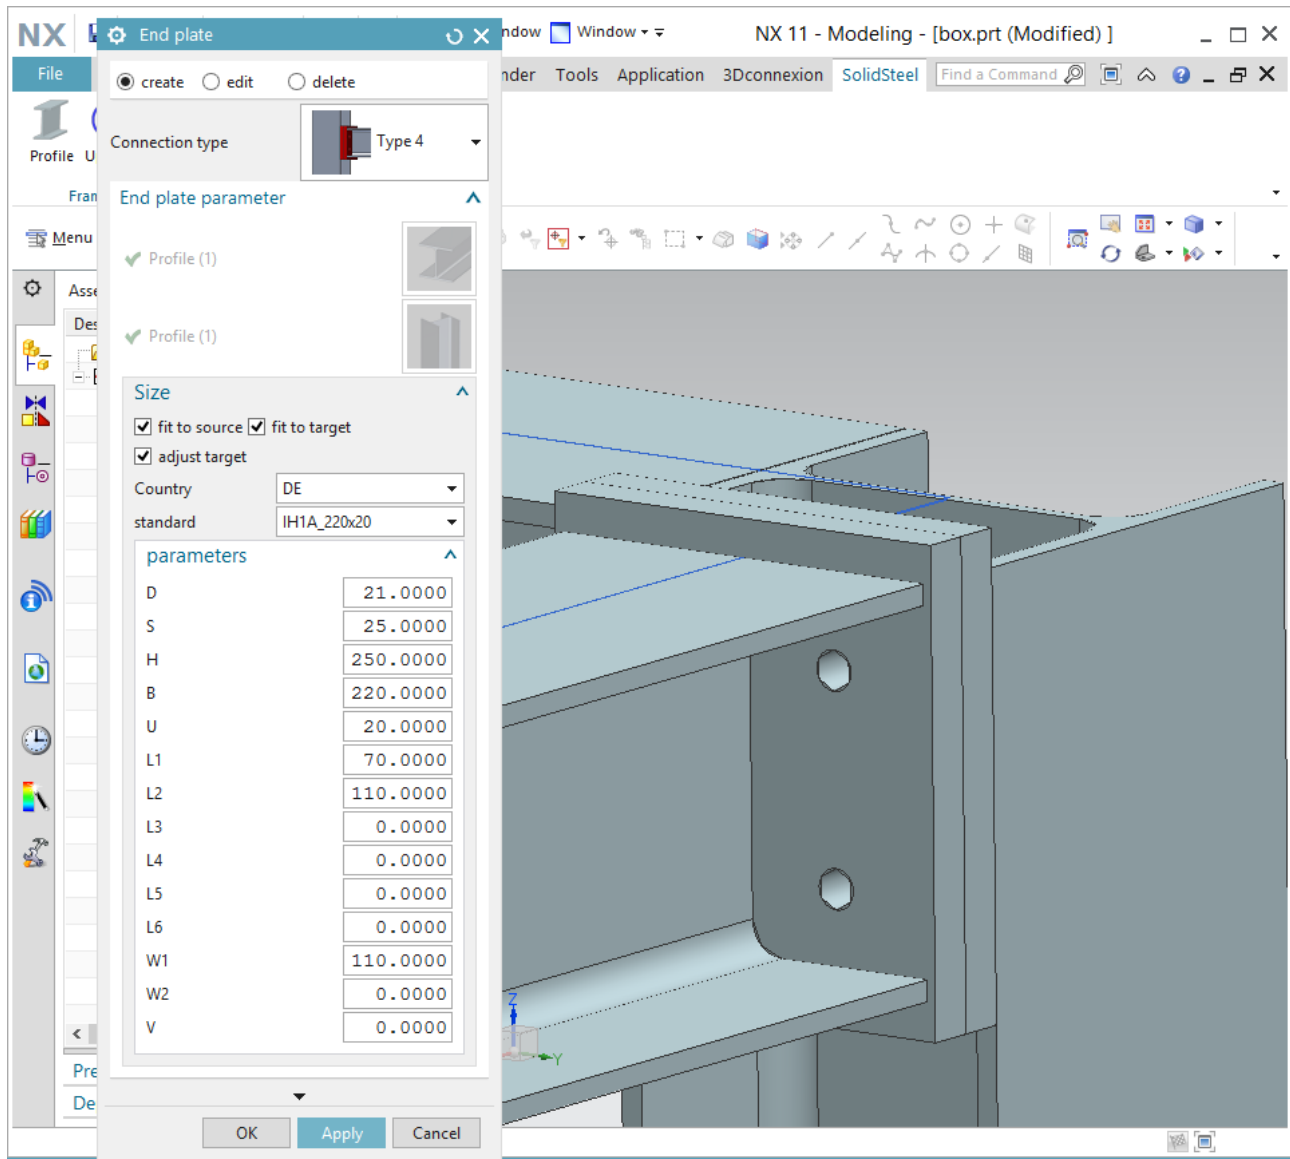 NX
End plate
ndow
Window
NX 11 - Modeling - [box.prt (Modified) ]
File
nder
Tools
Application
3Dconnexion
SolidSteel
Find a Command
create
edit
delete
Profile
U
Connection type
Type 4
Fran
End plate parameter
Menu
Profile (1)
Asse
Des
Profile (1)
Size
fit to source
fit to target
adjust target
Country
DE
standard
IH1A_220x20
parameters
D 21.0000
S 25.0000
H 250.0000
B 220.0000
U 20.0000
L1 70.0000
L2 110.0000
L3 0.0000
L4 0.0000
L5 0.0000
L6 0.0000
W1 110.0000
W2 0.0000
V 0.0000
Z
Y
Pre
De
OK
Apply
Cancel